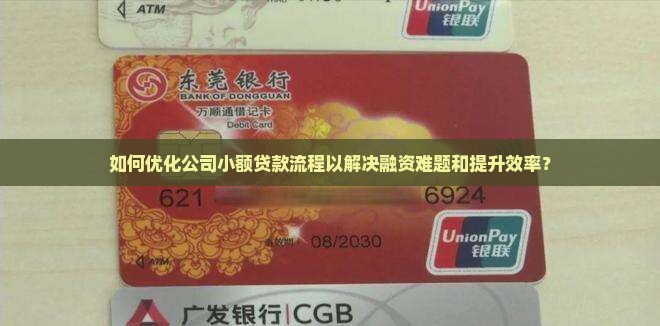 ATM
UnionPay
银联
东莞银行
BANK OF DONGGUAN
万顺通借记卡
Debit Card
如何优化公司小额贷款流程以解决融资难题和提升效率?
621
6924
08/2030
ATM
UnionPay
银联
广发银行|CGB